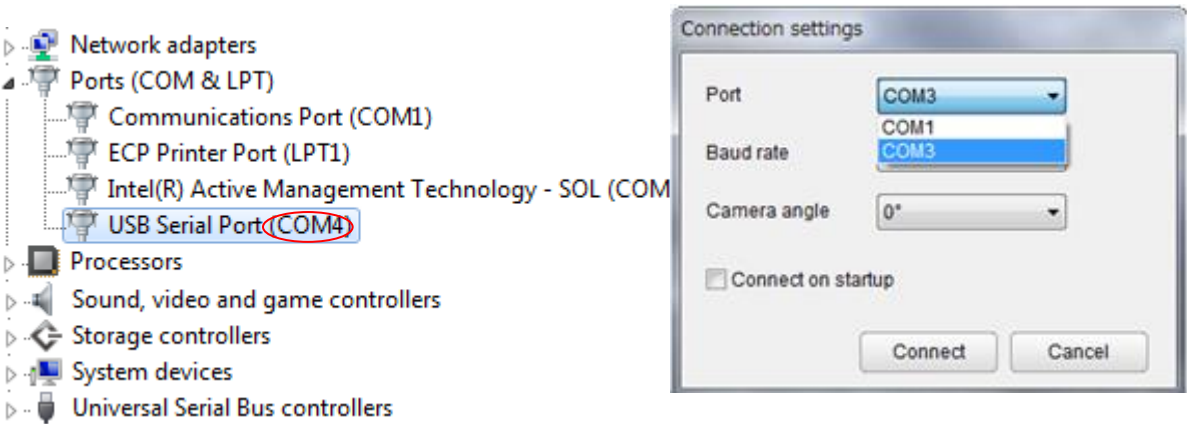 Network adapters
Ports (COM & LPT)
Communications Port (COM1)
ECP Printer Port (LPT1)
Intel(R) Active Management Technology - SOL (COM
USB Serial Port (COM4)
Processors
Sound, video and game controllers
Storage controllers
System devices
Universal Serial Bus controllers
Connection settings
Port COM3
COM1
Baud rate COM3
Camera angle 0°
Connect on startup
Connect Cancel